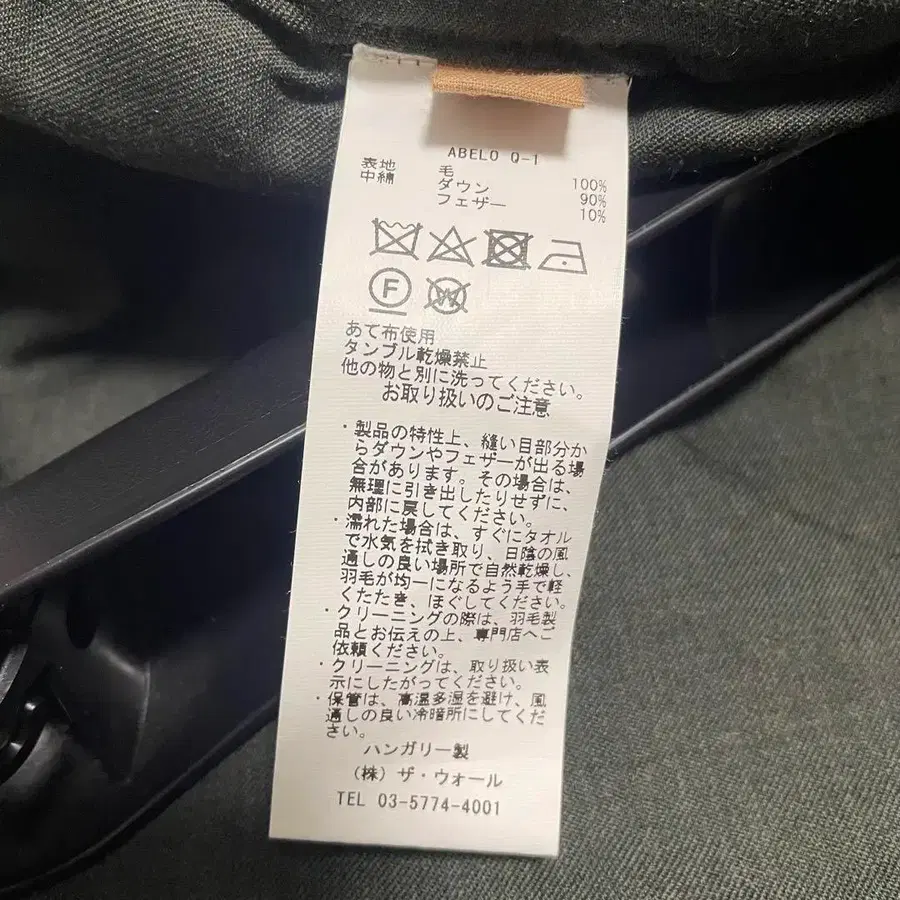 ABELO Q-1
表地 毛 100%
中綿 ダウン 90%
フェザー 10%
F
W
あて布使用
タンブル乾燥禁止
他の物と別に洗ってください。
お取り扱いのご注意
・製品の特性上、縫い目部分か
らダウンやフェザーが出る場
合があります。その場合は、
無理に引き出したりせずに、
内部に戻してください。
・濡れた場合は、すぐにタオル
で水気を拭き取り、日陰の風
通しの良い場所で自然乾燥し、
羽毛が均一になるよう手で軽
くたたき、ほぐしてください。
・クリーニングの際は、羽毛製
品とお伝えの上、専門店へご
依頼ください。
・クリーニングは、取り扱い表
示にしたがってください。
・保管は、高温多湿を避け、風
通しの良い冷暗所にしてくだ
さい。
ハンガリー製
(株) ザ・ウォール
TEL 03-5774-4001